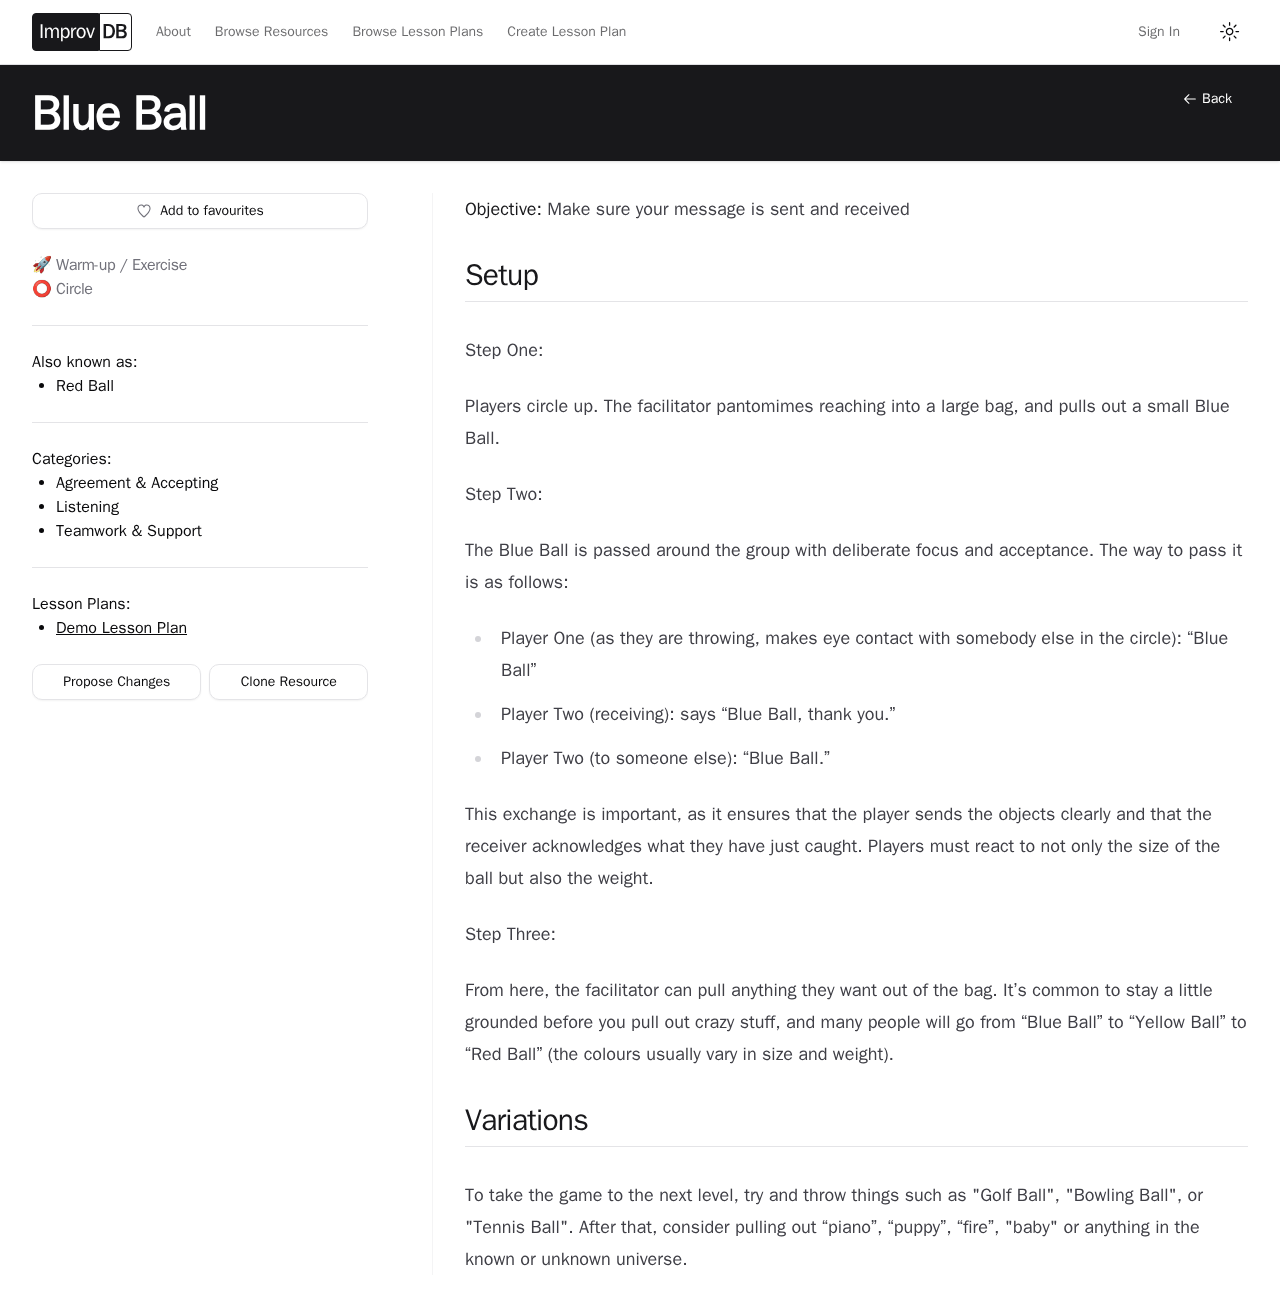 Improv DB About Browse Resources Browse Lesson Plans Create Lesson Plan Sign In
Blue Ball
← Back
Add to favourites
🚀 Warm-up / Exercise
⭕ Circle
Also known as:
• Red Ball
Categories:
• Agreement & Accepting
• Listening
• Teamwork & Support
Lesson Plans:
• Demo Lesson Plan
Propose Changes Clone Resource
Objective: Make sure your message is sent and received
Setup
Step One:
Players circle up. The facilitator pantomimes reaching into a large bag, and pulls out a small Blue
Ball.
Step Two:
The Blue Ball is passed around the group with deliberate focus and acceptance. The way to pass it
is as follows:
• Player One (as they are throwing, makes eye contact with somebody else in the circle): “Blue
Ball”
• Player Two (receiving): says “Blue Ball, thank you.”
• Player Two (to someone else): “Blue Ball.”
This exchange is important, as it ensures that the player sends the objects clearly and that the
receiver acknowledges what they have just caught. Players must react to not only the size of the
ball but also the weight.
Step Three:
From here, the facilitator can pull anything they want out of the bag. It’s common to stay a little
grounded before you pull out crazy stuff, and many people will go from “Blue Ball” to “Yellow Ball” to
“Red Ball” (the colours usually vary in size and weight).
Variations
To take the game to the next level, try and throw things such as "Golf Ball", "Bowling Ball", or
"Tennis Ball". After that, consider pulling out “piano”, “puppy”, “fire”, "baby" or anything in the
known or unknown universe.